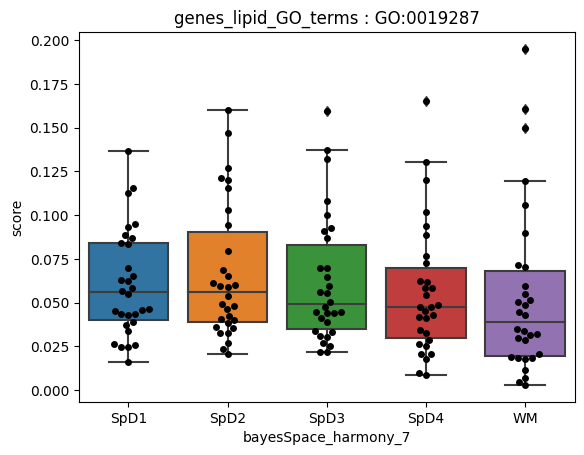 genes_lipid_GO_terms : GO:0019287
0.200
0.175
0.150
0.125
0.100
0.075
0.050
0.025
0.000
score
SpD1 SpD2 SpD3 SpD4 WM
bayesSpace_harmony_7